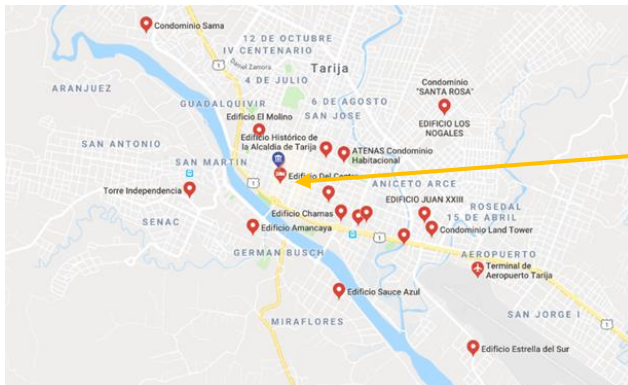 Condominio Sama
12 DE OCTUBRE
IV CENTENARIO
1
Daniel Zamora
Tarija
4 DE JULIO
ARANJUEZ
Condominio
"SANTA ROSA"
GUADALQUIVIR
6 DE AGOSTO
SAN JOSE
Edificio El Molino
EDIFICIO LOS
NOGALES
Edificio Histórico de
la Alcaldia de Tarija
SAN ANTONIO
ATENAS Condominio
Habitacional
SAN MARTIN
Edificio Del Centro
Torre Independencia
1
ANICETO ARCE
EDIFICIO JUAN XXIII
ROSEDAL
Edificio Chamas
15 DE ABRIL
SENAC
Edificio Amancaya
Condominio Land Tower
1
GERMAN BUSCH
AEROPUERTO
Terminal de
Aeropuerto Tarija
Edificio Sauce Azul
SAN JORGE I
MIRAFLORES
1
Edificio Estrella del Sur